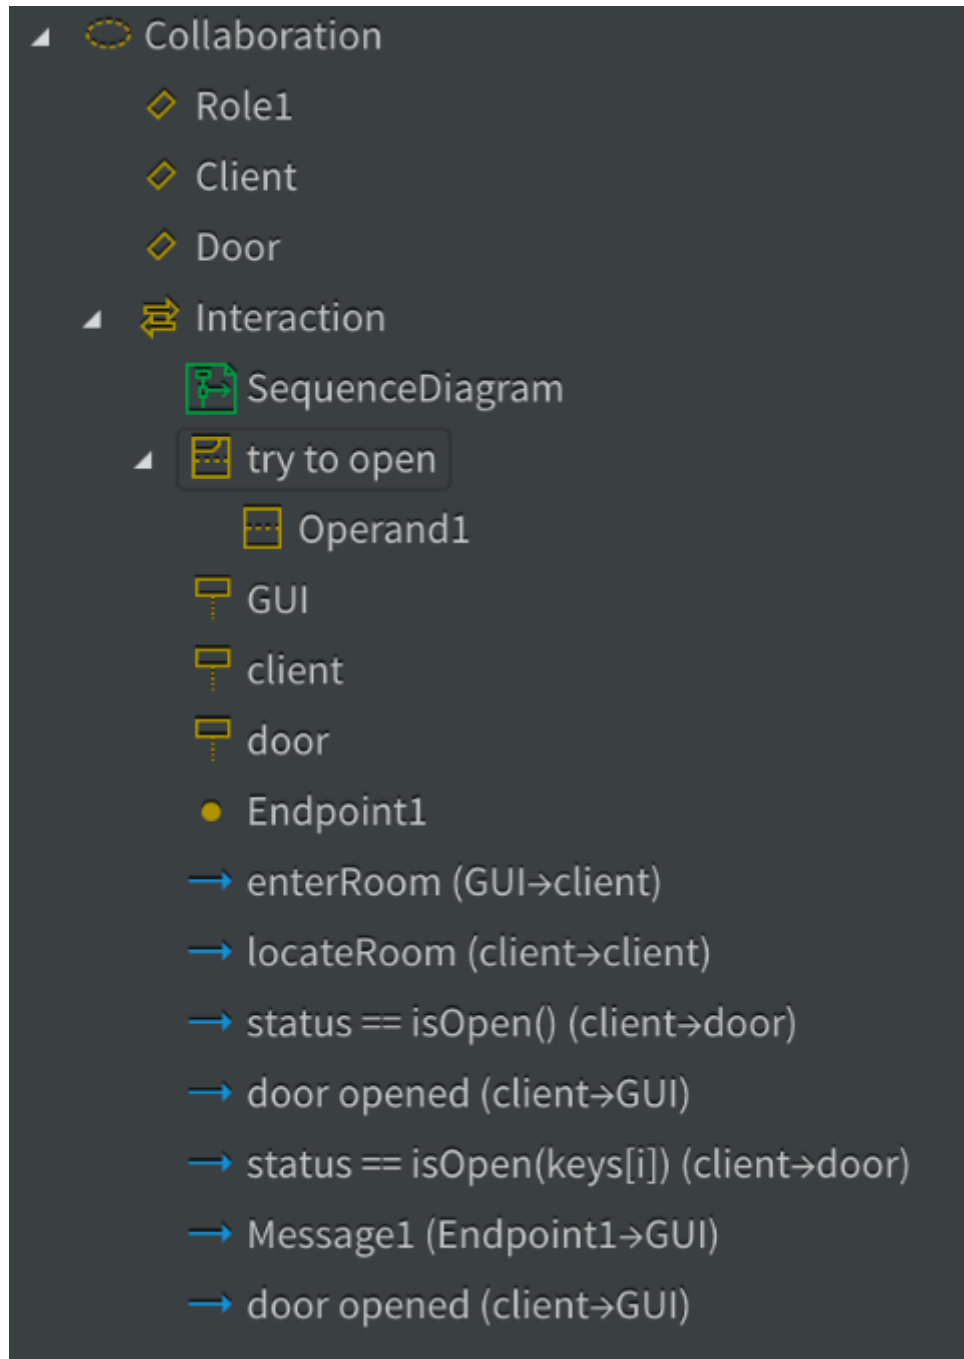 Collaboration
Role1
Client
Door
Interaction
SequenceDiagram
try to open
Operand1
GUI
client
door
Endpoint1
enterRoom (GUI→client)
locateRoom (client→client)
status == isOpen() (client→door)
door opened (client→GUI)
status == isOpen(keys[i]) (client→door)
Message1 (Endpoint1→GUI)
door opened (client→GUI)